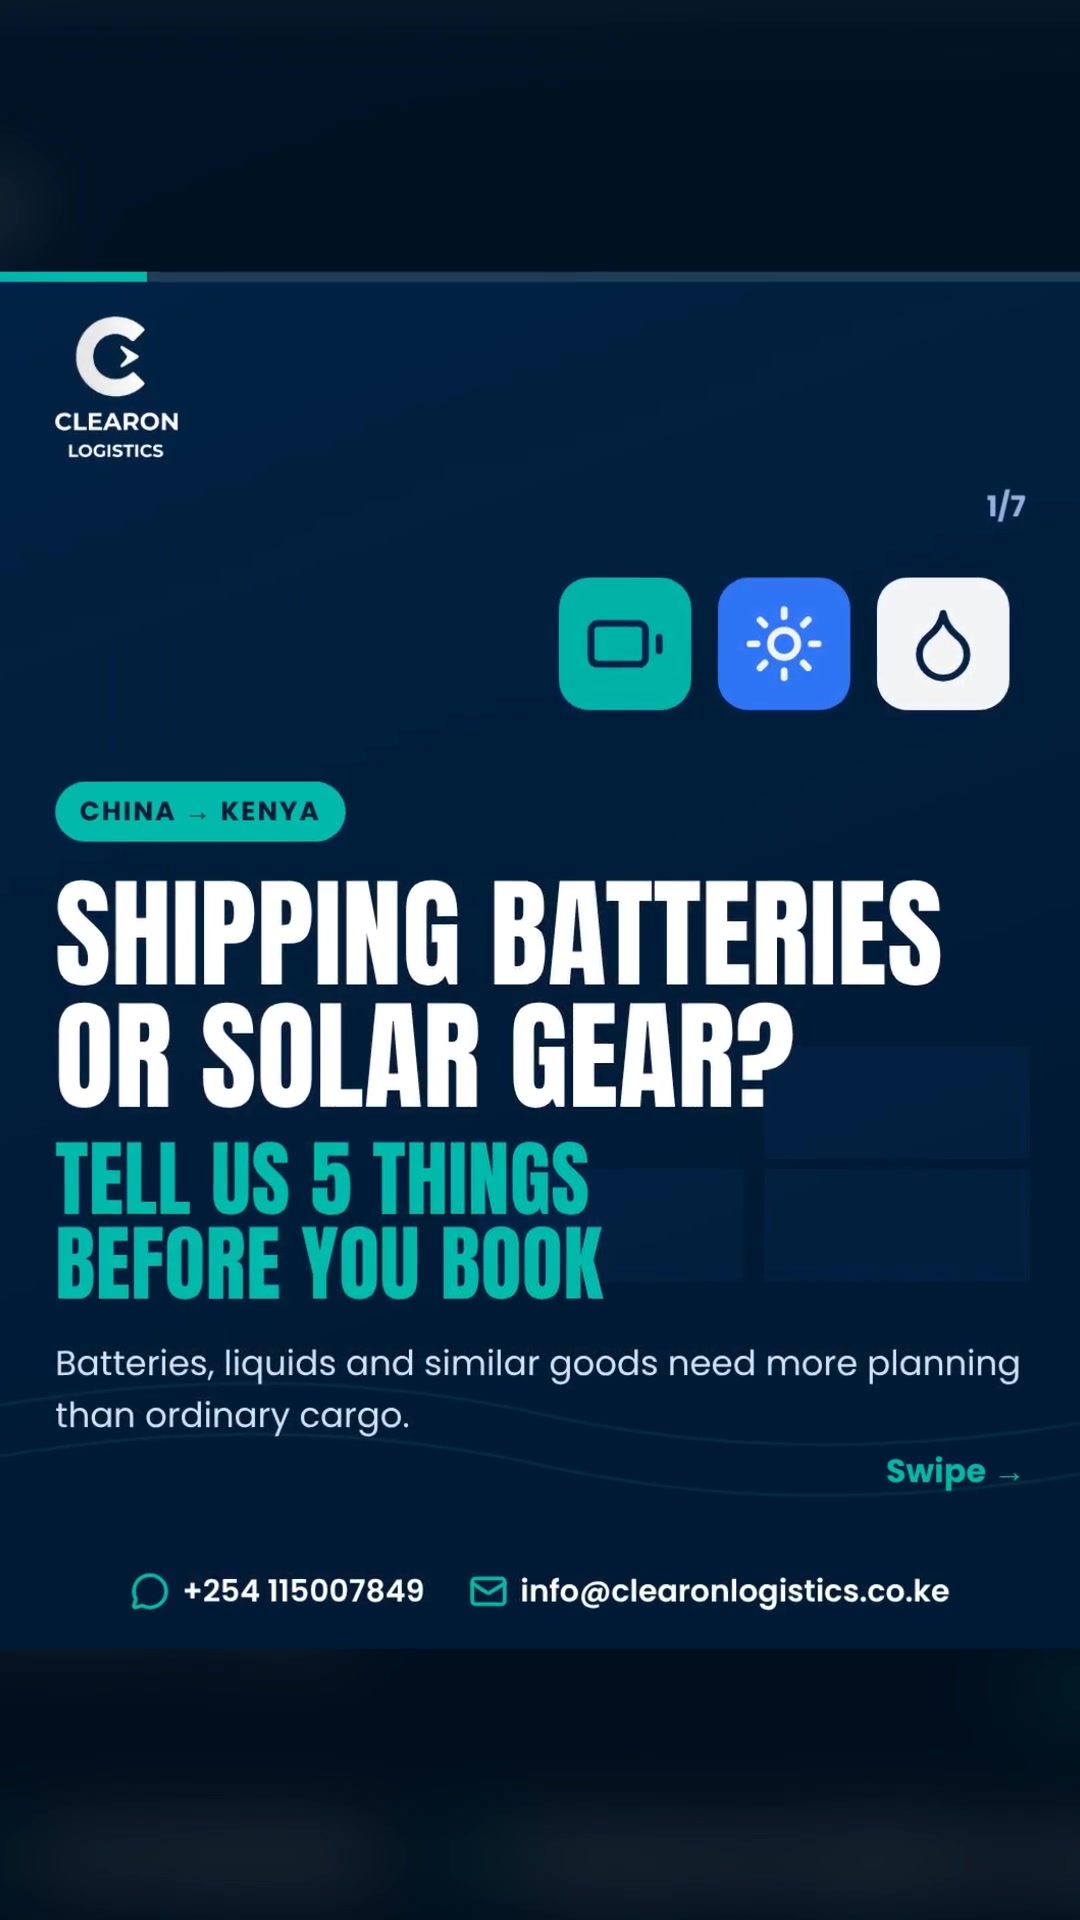 CLEARON
LOGISTICS
1/7
CHINA → KENYA
SHIPPING BATTERIES
OR SOLAR GEAR?
TELL US 5 THINGS
BEFORE YOU BOOK
Batteries, liquids and similar goods need more planning
than ordinary cargo.
Swipe →
+254 115007849 info@clearonlogistics.co.ke